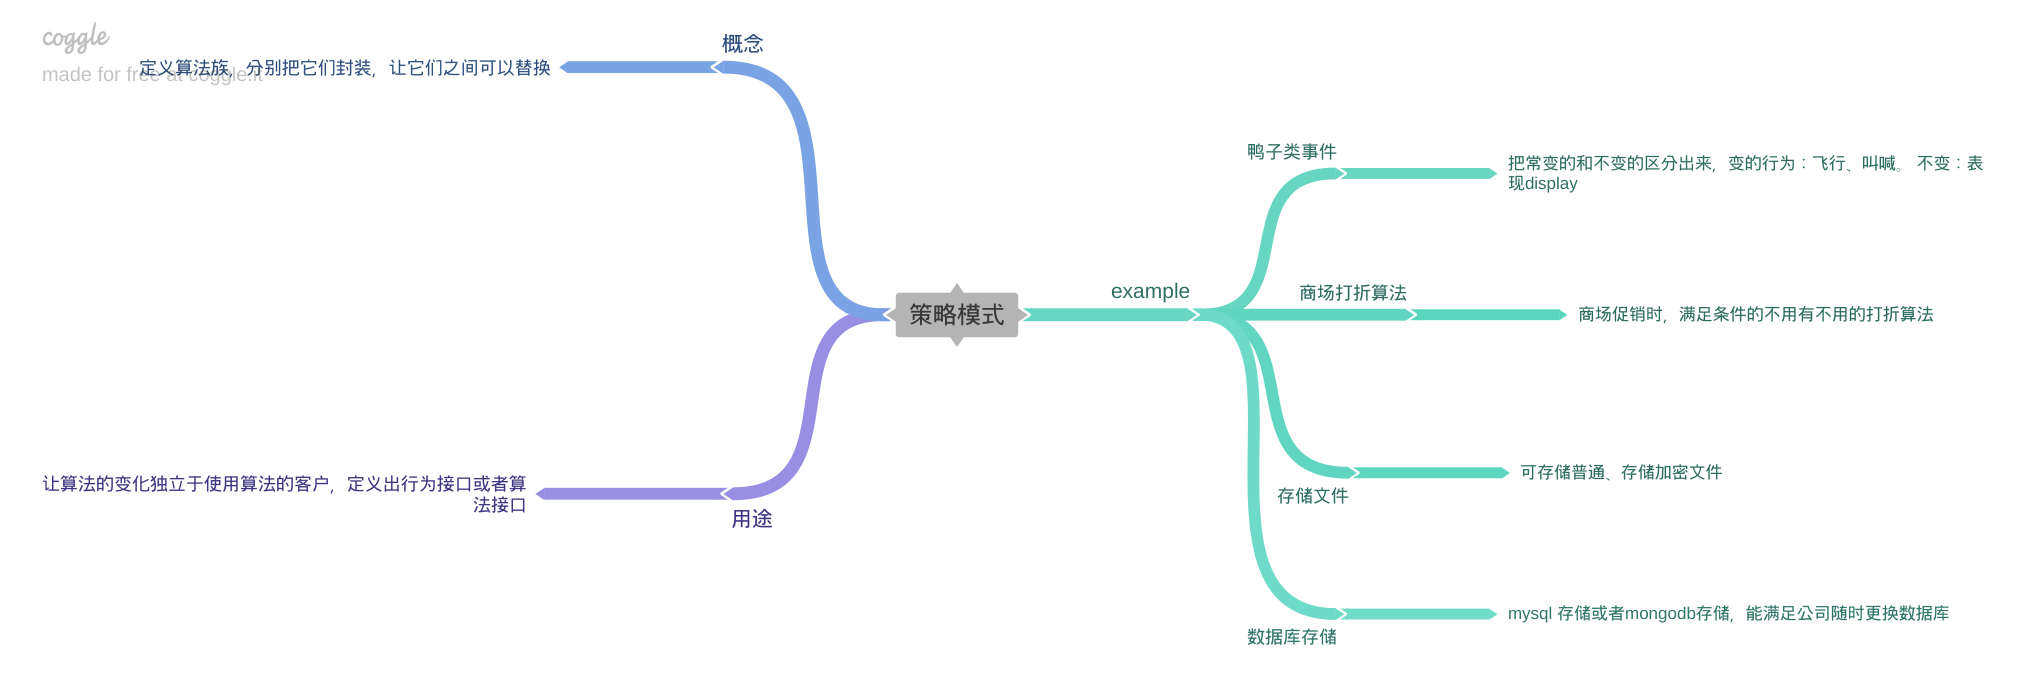 coggle
made for free at coggle.it
概念
定义算法族，分别把它们封装，让它们之间可以替换
鸭子类事件
把常变的和不变的区分出来，变的行为：飞行、叫喊。 不变：表
现display
example
商场打折算法
策略模式
商场促销时，满足条件的不用有不用的打折算法
可存储普通、存储加密文件
存储文件
让算法的变化独立于使用算法的客户，定义出行为接口或者算
法接口
用途
mysql 存储或者mongodb存储，能满足公司随时更换数据库
数据库存储